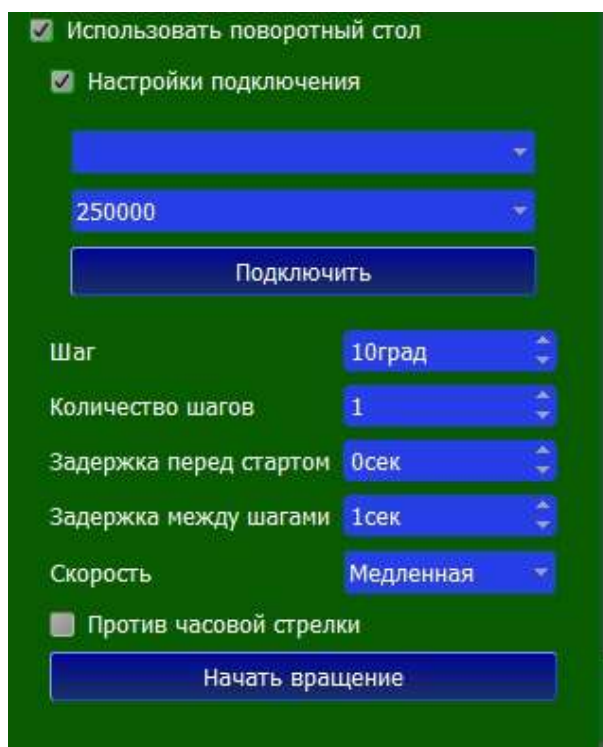 Использовать поворотный стол
Настройки подключения
250000
Подключить
Шаг 10град
Количество шагов 1
Задержка перед стартом 0сек
Задержка между шагами 1сек
Скорость Медленная
Против часовой стрелки
Начать вращение